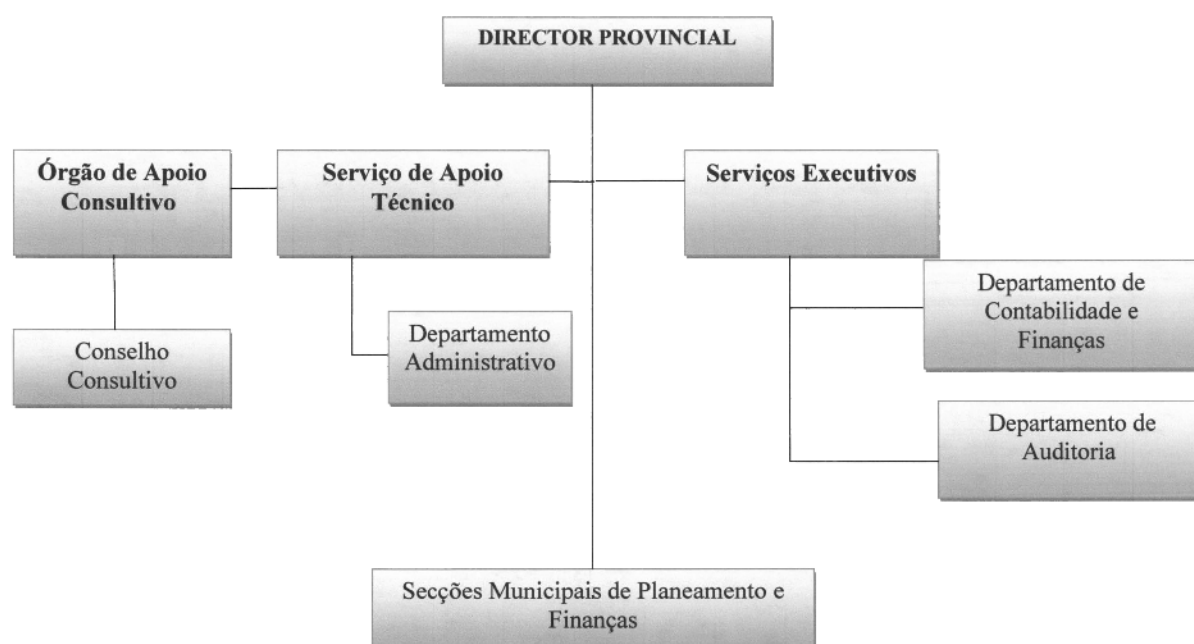 DIRECTOR PROVINCIAL
Órgão de Apoio
Consultivo
Serviço de Apoio
Técnico
Serviços Executivos
Conselho
Consultivo
Departamento
Administrativo
Departamento de
Contabilidade e
Finanças
Departamento de
Auditoria
Secções Municipais de Planeamento e
Finanças